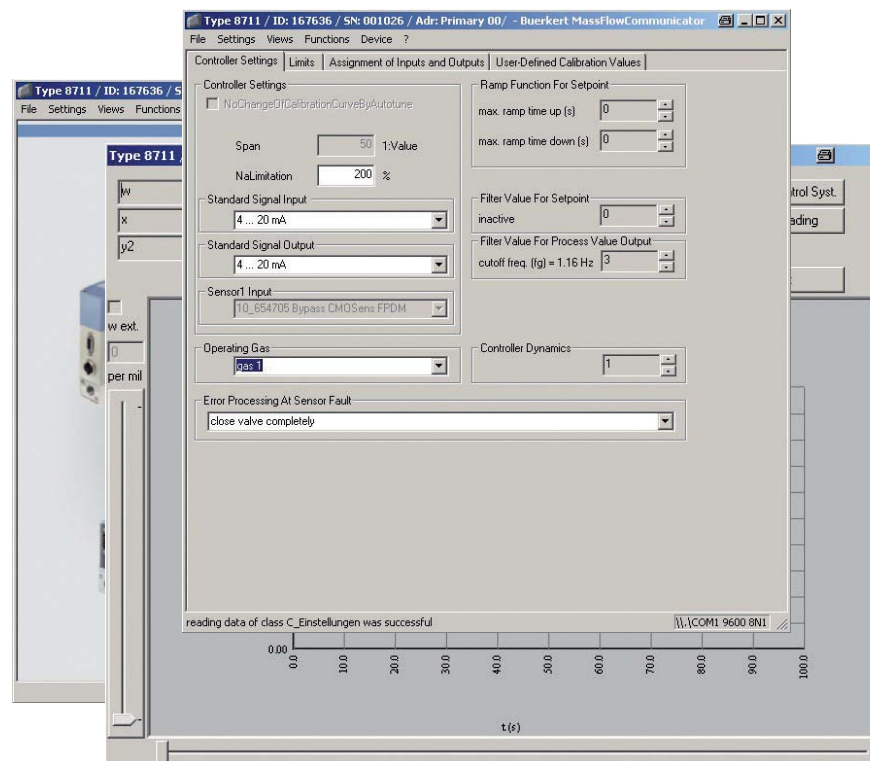 Type 8711 / ID: 167636 / SN: 001026 / Adr: Primary 00/ - Buerkert MassFlowCommunicator
File Settings Views Functions Device ?
Controller Settings Limits Assignment of Inputs and Outputs User-Defined Calibration Values
Controller Settings
NoChangeOfCalibrationCurveByAutotune
Span 50 1:Value
NaLimitation 200 %
Standard Signal Input
4 ... 20 mA
Standard Signal Output
4 ... 20 mA
Sensor1 Input
10_654705 Bypass CMOSens FPDM
Operating Gas
gas 1
Error Processing At Sensor Fault
close valve completely
Ramp Function For Setpoint
max. ramp time up (s) 0
max. ramp time down (s) 0
Filter Value For Setpoint
inactive 0
Filter Value For Process Value Output
cutoff freq. (fg) = 1.16 Hz 3
Controller Dynamics
1
reading data of class C_Einstellungen was successful \\.\COM1 9600 8N1
Type 8711 / ID: 167636 / S
File Settings Views Functions
Type 8711
w
x
y2
w ext.
0
per mil
trol Syst.
ading
0.00
0.0 10.0 20.0 30.0 40.0 50.0 60.0 70.0 80.0 90.0 100.0
t(s)